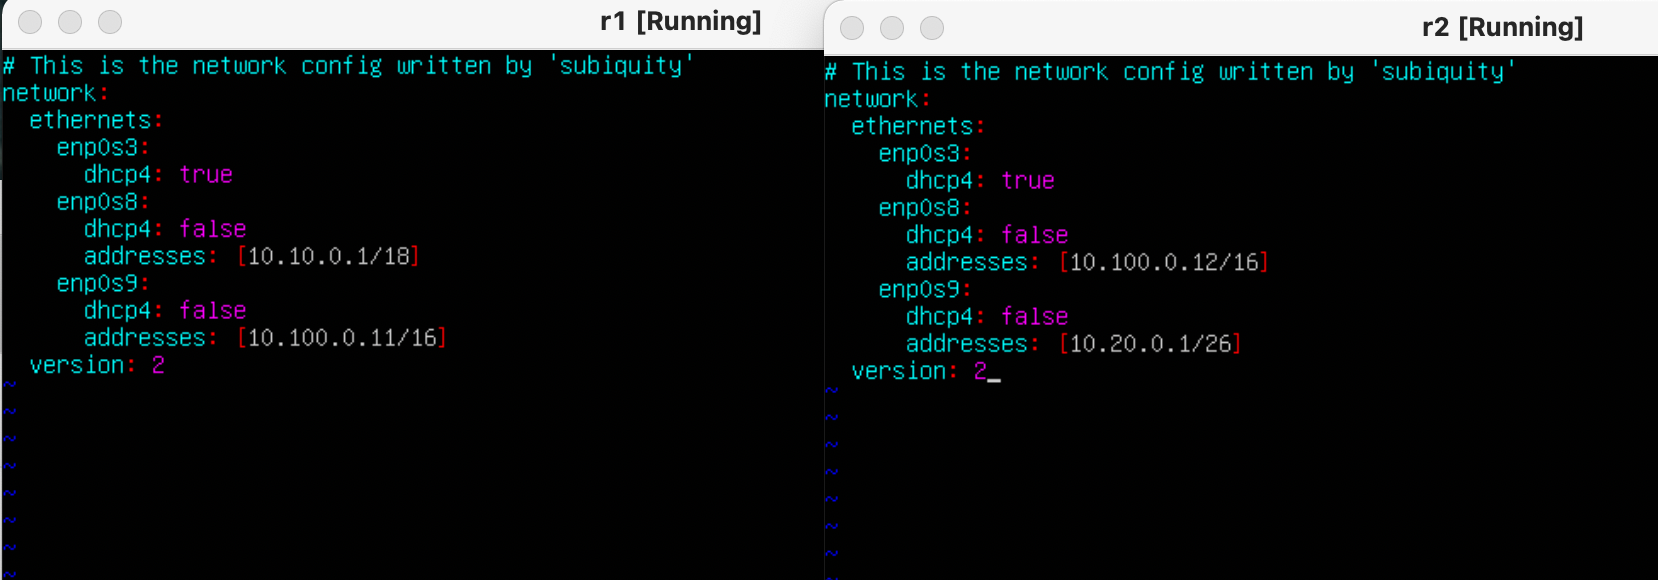 r1 [Running]
# This is the network config written by 'subiquity'
network:
  ethernets:
    enp0s3:
      dhcp4: true
    enp0s8:
      dhcp4: false
      addresses: [10.10.0.1/18]
    enp0s9:
      dhcp4: false
      addresses: [10.100.0.11/16]
  version: 2
~
~
~
~
~
~
~
~
r2 [Running]
# This is the network config written by 'subiquity'
network:
  ethernets:
    enp0s3:
      dhcp4: true
    enp0s8:
      dhcp4: false
      addresses: [10.100.0.12/16]
    enp0s9:
      dhcp4: false
      addresses: [10.20.0.1/26]
  version: 2_
~
~
~
~
~
~
~
~